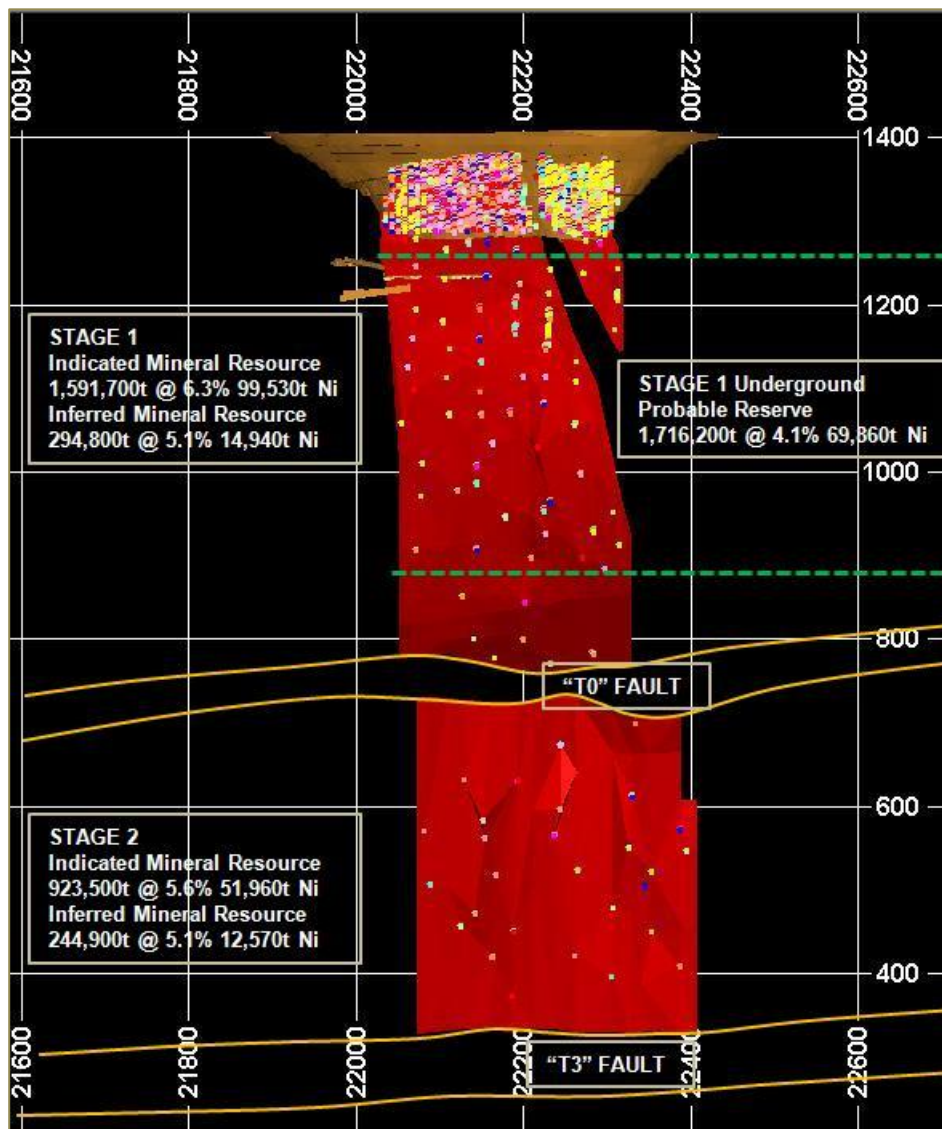 21600
21800
22000
22200
22400
22600
1400
1200
STAGE 1
Indicated Mineral Resource
1,591,700t @ 6.3% 99,530t Ni
Inferred Mineral Resource
294,800t @ 5.1% 14,940t Ni
STAGE 1 Underground
Probable Reserve
1,716,200t @ 4.1% 69,860t Ni
1000
800
“T0” FAULT
600
STAGE 2
Indicated Mineral Resource
923,500t @ 5.6% 51,960t Ni
Inferred Mineral Resource
244,900t @ 5.1% 12,570t Ni
400
21600
21800
22000
22200
22400
22600
“T3” FAULT